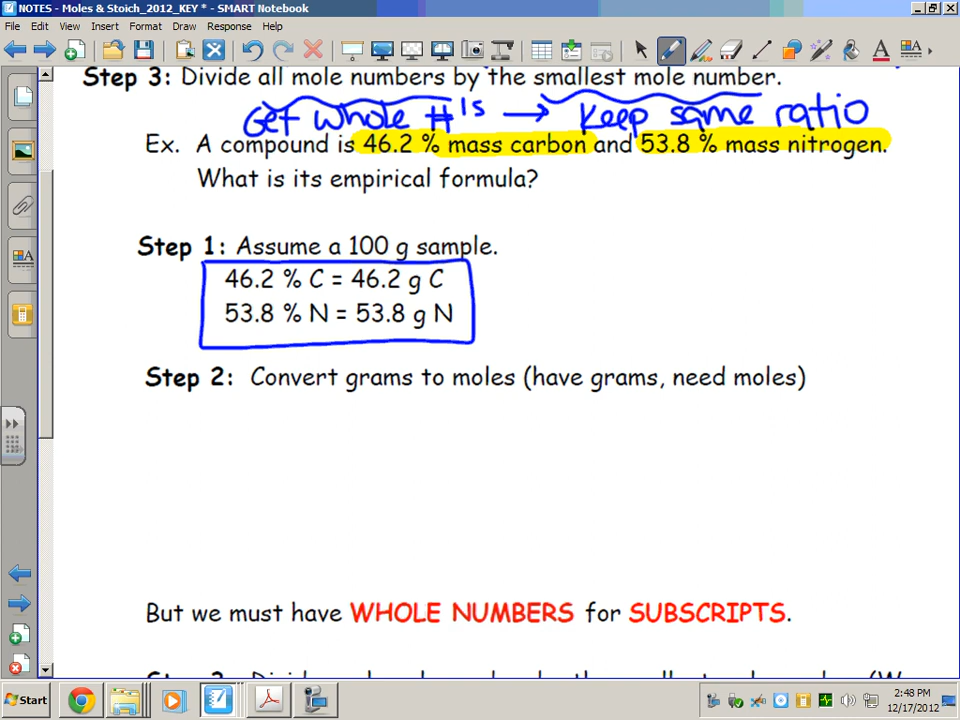 NOTES - Moles & Stoich_2012_KEY * - SMART Notebook
File Edit View Insert Format Draw Response Help
Step 3: Divide all mole numbers by the smallest mole number.
Get whole #'s → keep same ratio
Ex. A compound is 46.2 % mass carbon and 53.8 % mass nitrogen.
What is its empirical formula?
Step 1: Assume a 100 g sample.
46.2 % C = 46.2 g C
53.8 % N = 53.8 g N
Step 2: Convert grams to moles (have grams, need moles)
But we must have WHOLE NUMBERS for SUBSCRIPTS.
Start
2:48 PM
12/17/2012